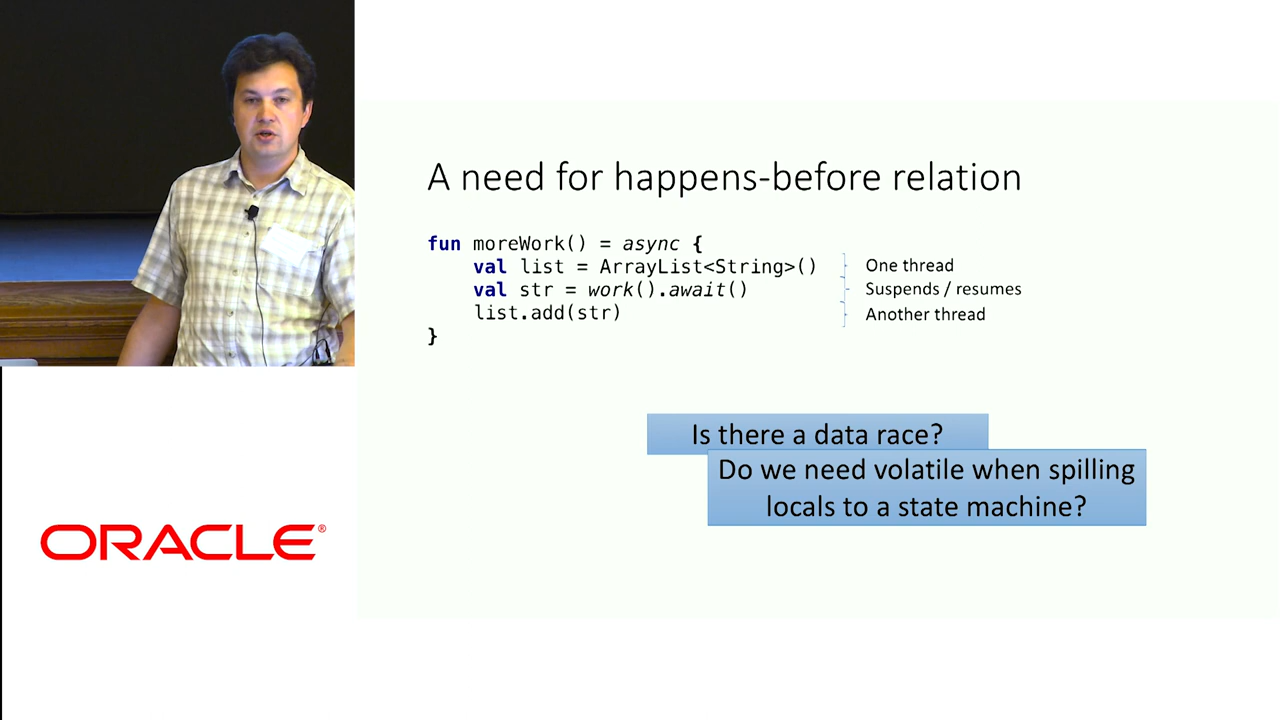 A need for happens-before relation
fun moreWork() = async {
val list = ArrayList<String>()
val str = work().await()
list.add(str)
}
One thread
Suspends / resumes
Another thread
Is there a data race?
Do we need volatile when spilling
locals to a state machine?
ORACLE®